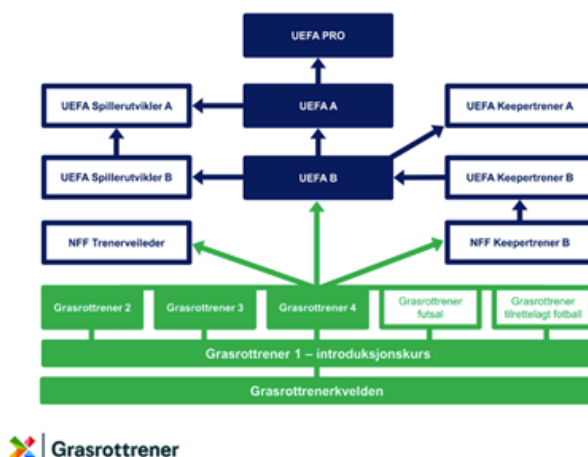 UEFA PRO
UEFA Spillerutvikler A
UEFA A
UEFA Keepertrener A
UEFA Spillerutvikler B
UEFA B
UEFA Keepertrener B
NFF Trenerveileder
NFF Keepertrener B
Grasrottrener 2
Grasrottrener 3
Grasrottrener 4
Grasrottrener
futsal
Grasrottrener
tilrettelagt fotball
Grasrottrener 1 – introduksjonskurs
Grasrottrenerkvelden
Grasrottrener